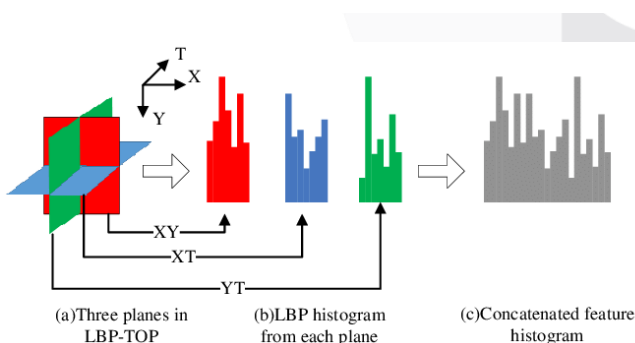 T
X
Y
XY
XT
YT
(a)Three planes in
LBP-TOP
(b)LBP histogram
from each plane
(c)Concatenated feature
histogram